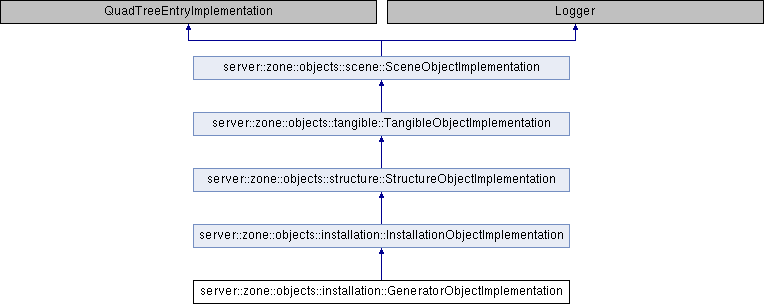 QuadTreeEntryImplementation
Logger
server::zone::objects::scene::SceneObjectImplementation
server::zone::objects::tangible::TangibleObjectImplementation
server::zone::objects::structure::StructureObjectImplementation
server::zone::objects::installation::InstallationObjectImplementation
server::zone::objects::installation::GeneratorObjectImplementation